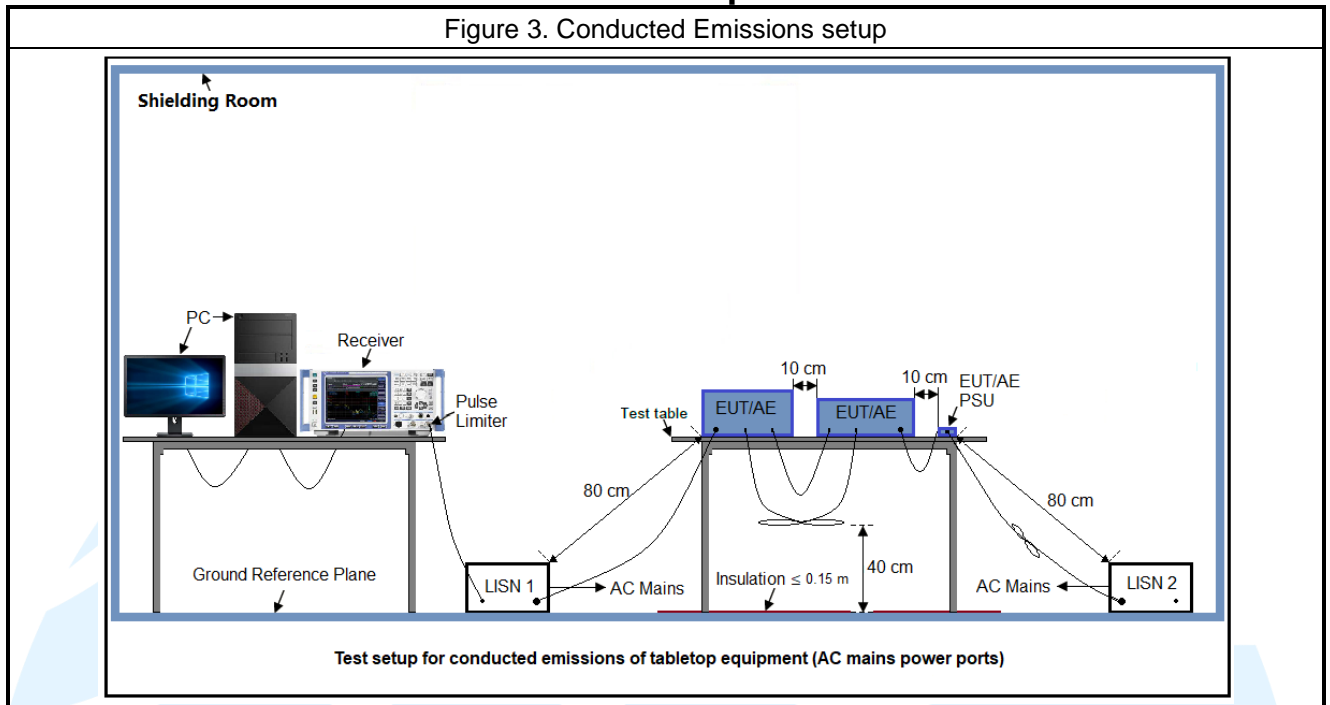 Figure 3. Conducted Emissions setup
Shielding Room
PC
Receiver
Pulse
Limiter
10 cm
10 cm
EUT/AE
PSU
Test table
EUT/AE
EUT/AE
80 cm
80 cm
40 cm
Ground Reference Plane
LISN 1
AC Mains
Insulation ≤ 0.15 m
AC Mains
LISN 2
Test setup for conducted emissions of tabletop equipment (AC mains power ports)